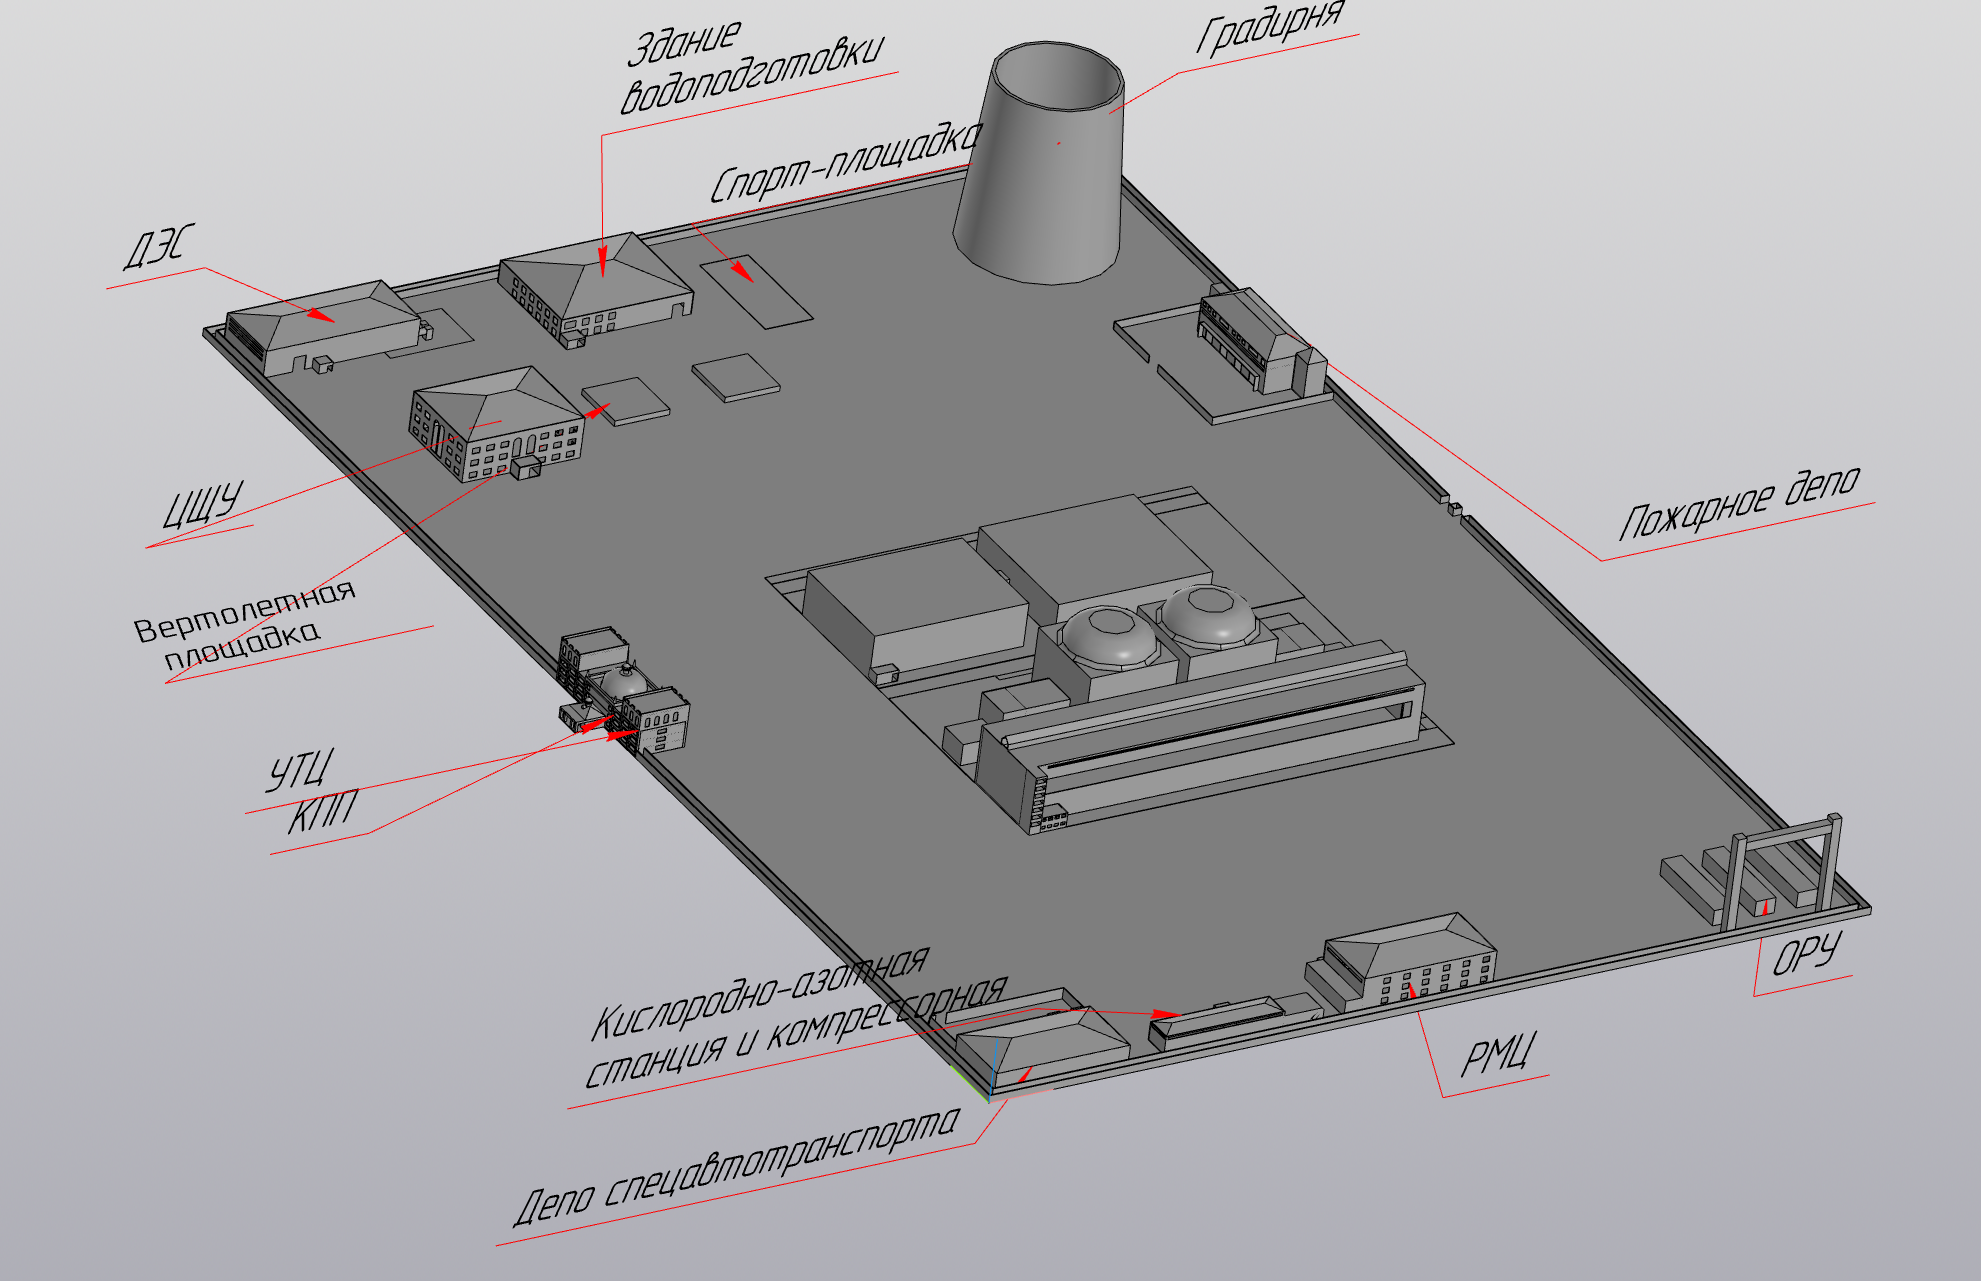 Здание
водоподготовки
Градирня
Спорт-площадка
ДЭС
ЦЩУ
Пожарное депо
Вертолетная
площадка
УТЦ
КПП
ОРУ
Кислородно-азотная
станция и компрессорная
РМЦ
Депо спецавтотранспорта